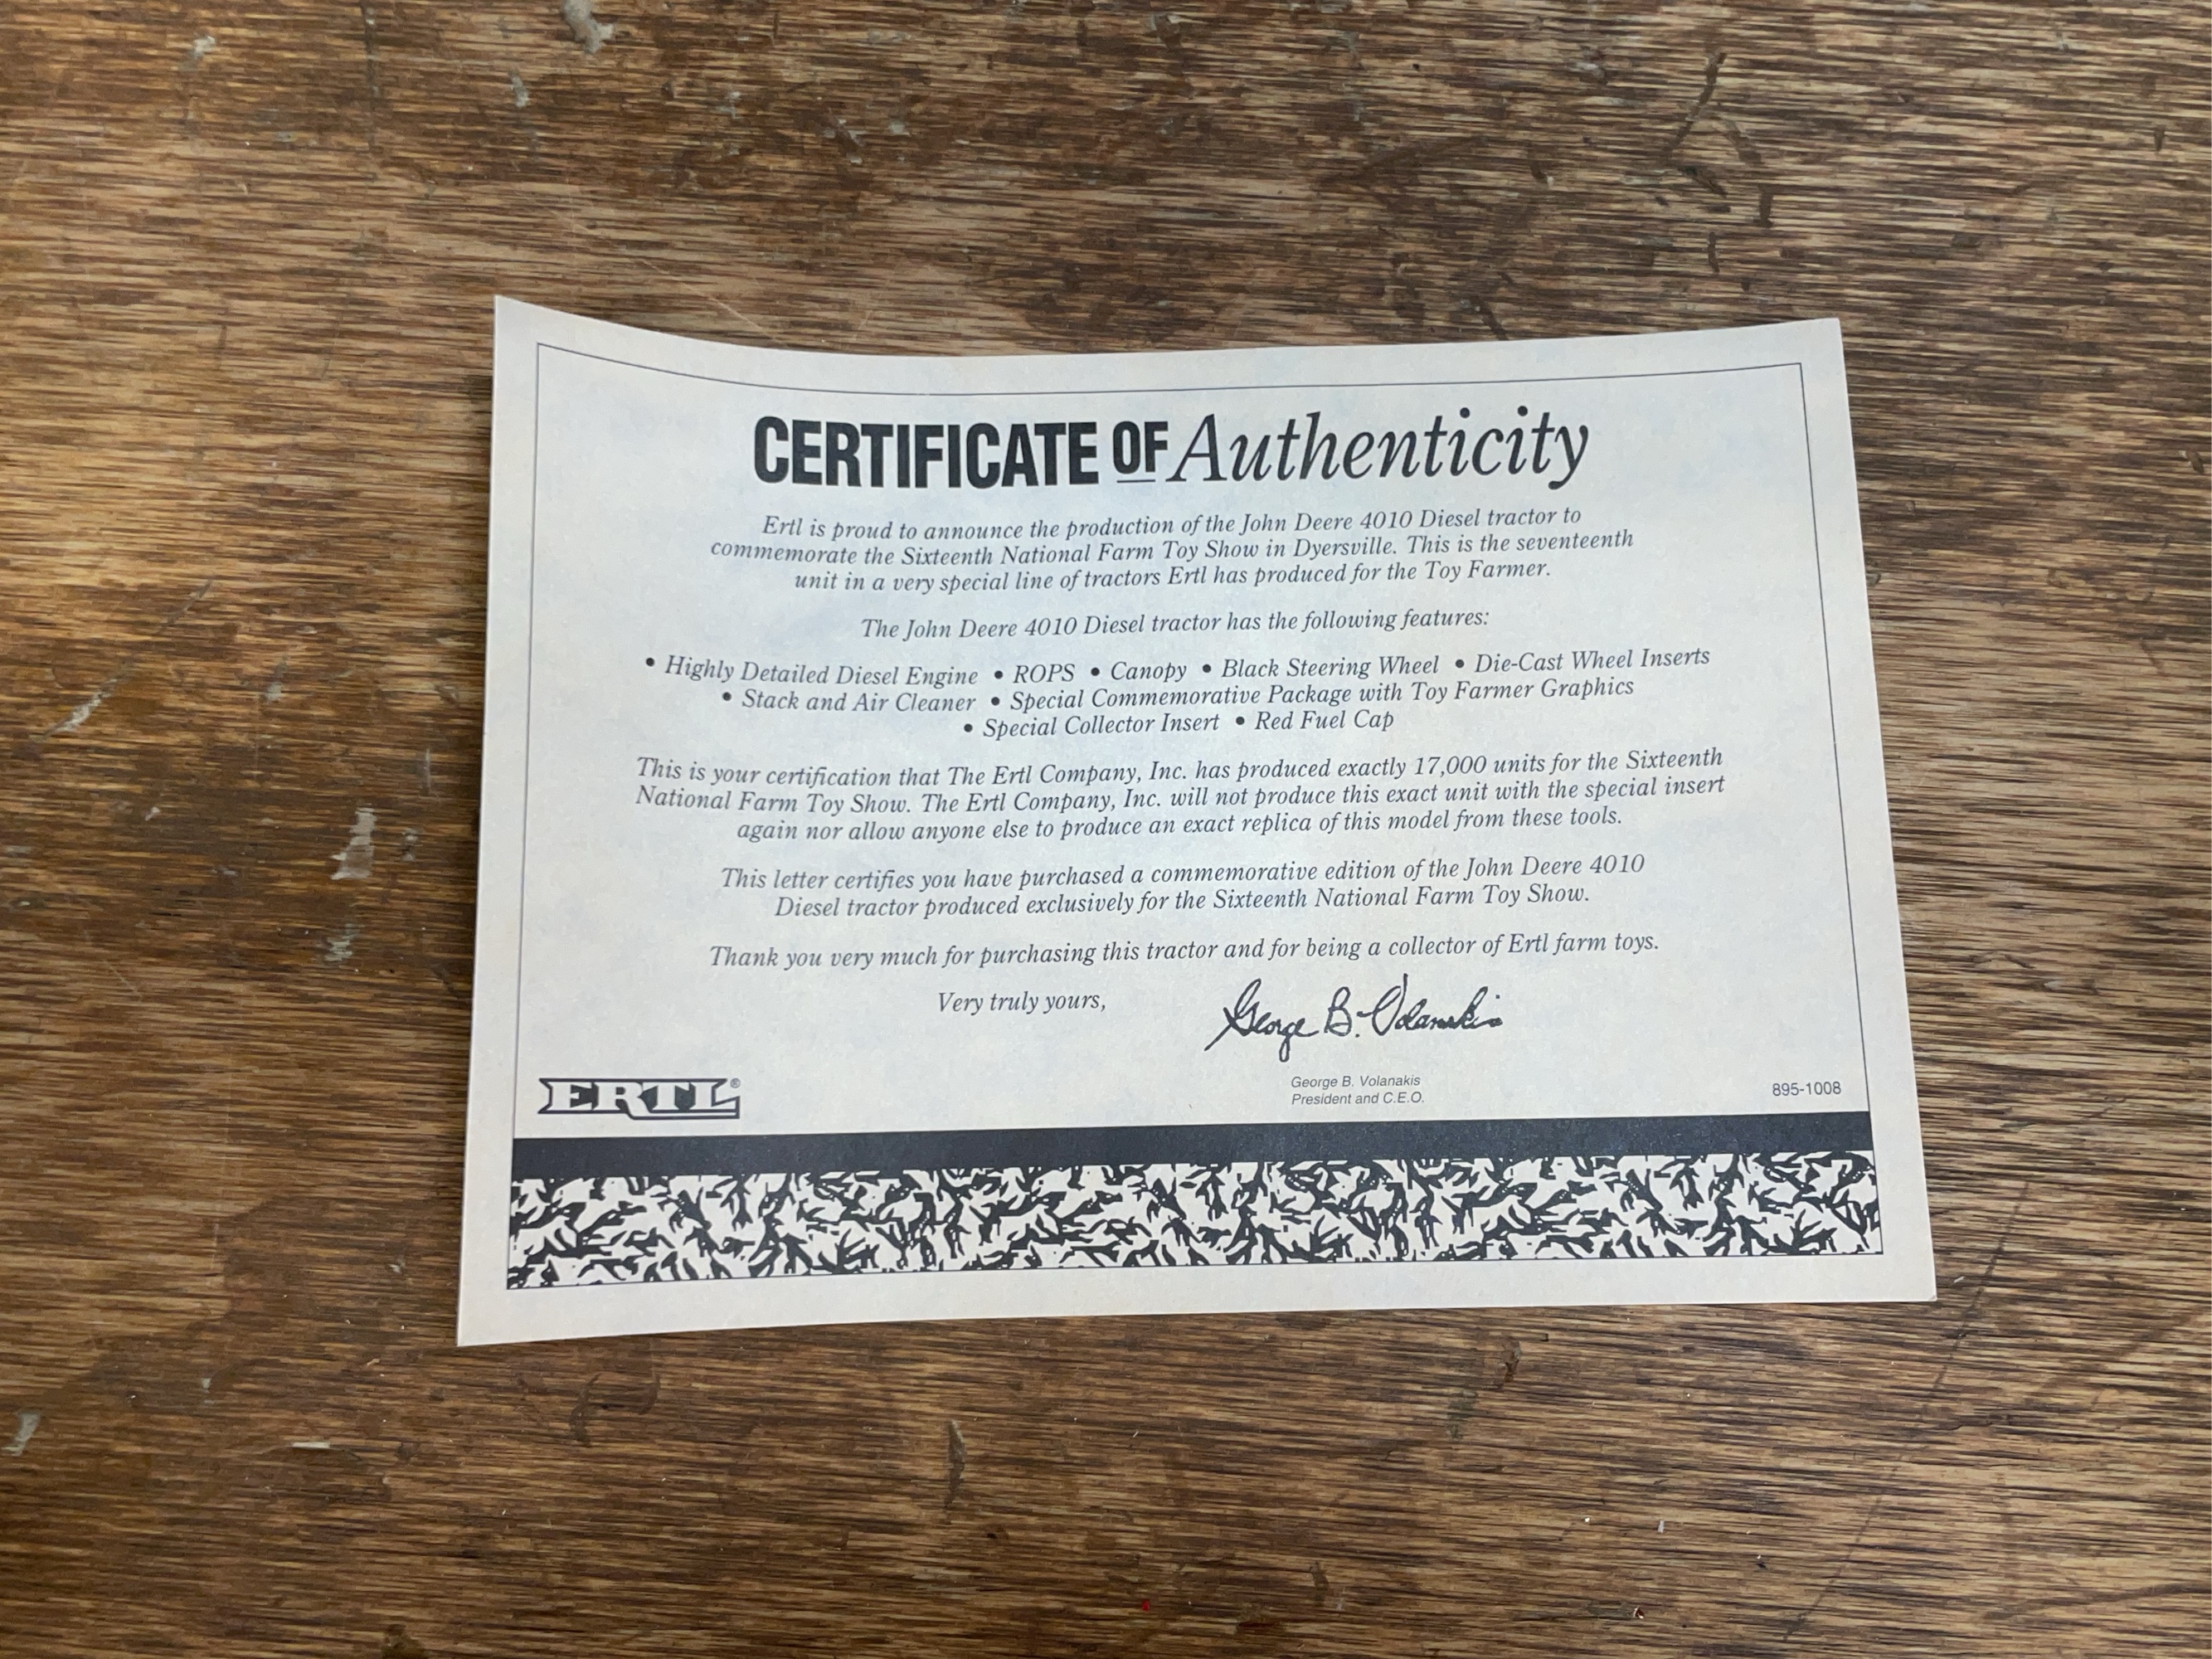 CERTIFICATE OF Authenticity
Ertl is proud to announce the production of the John Deere 4010 Diesel tractor to
commemorate the Sixteenth National Farm Toy Show in Dyersville. This is the seventeenth
unit in a very special line of tractors Ertl has produced for the Toy Farmer.
The John Deere 4010 Diesel tractor has the following features:
• Highly Detailed Diesel Engine • ROPS • Canopy • Black Steering Wheel • Die-Cast Wheel Inserts
• Stack and Air Cleaner • Special Commemorative Package with Toy Farmer Graphics
• Special Collector Insert • Red Fuel Cap
This is your certification that The Ertl Company, Inc. has produced exactly 17,000 units for the Sixteenth
National Farm Toy Show. The Ertl Company, Inc. will not produce this exact unit with the special insert
again nor allow anyone else to produce an exact replica of this model from these tools.
This letter certifies you have purchased a commemorative edition of the John Deere 4010
Diesel tractor produced exclusively for the Sixteenth National Farm Toy Show.
Thank you very much for purchasing this tractor and for being a collector of Ertl farm toys.
Very truly yours,
George B. Volanakis
George B. Volanakis
President and C.E.O.
ERTL®
895-1008